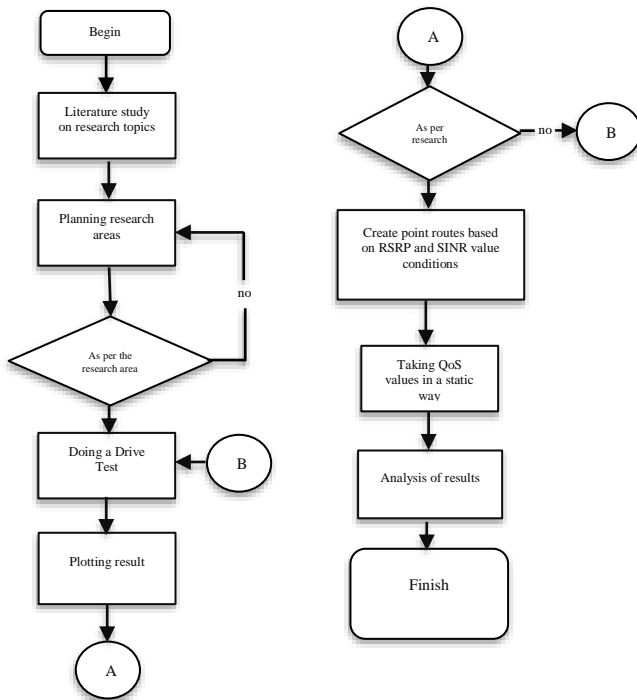 Begin
Literature study
on research topics
Planning research
areas
no
As per the
research area
Doing a Drive
Test
B
Plotting result
A
A
As per
research
no
B
Create point routes based
on RSRP and SINR value
conditions
Taking QoS
values in a static
way
Analysis of results
Finish